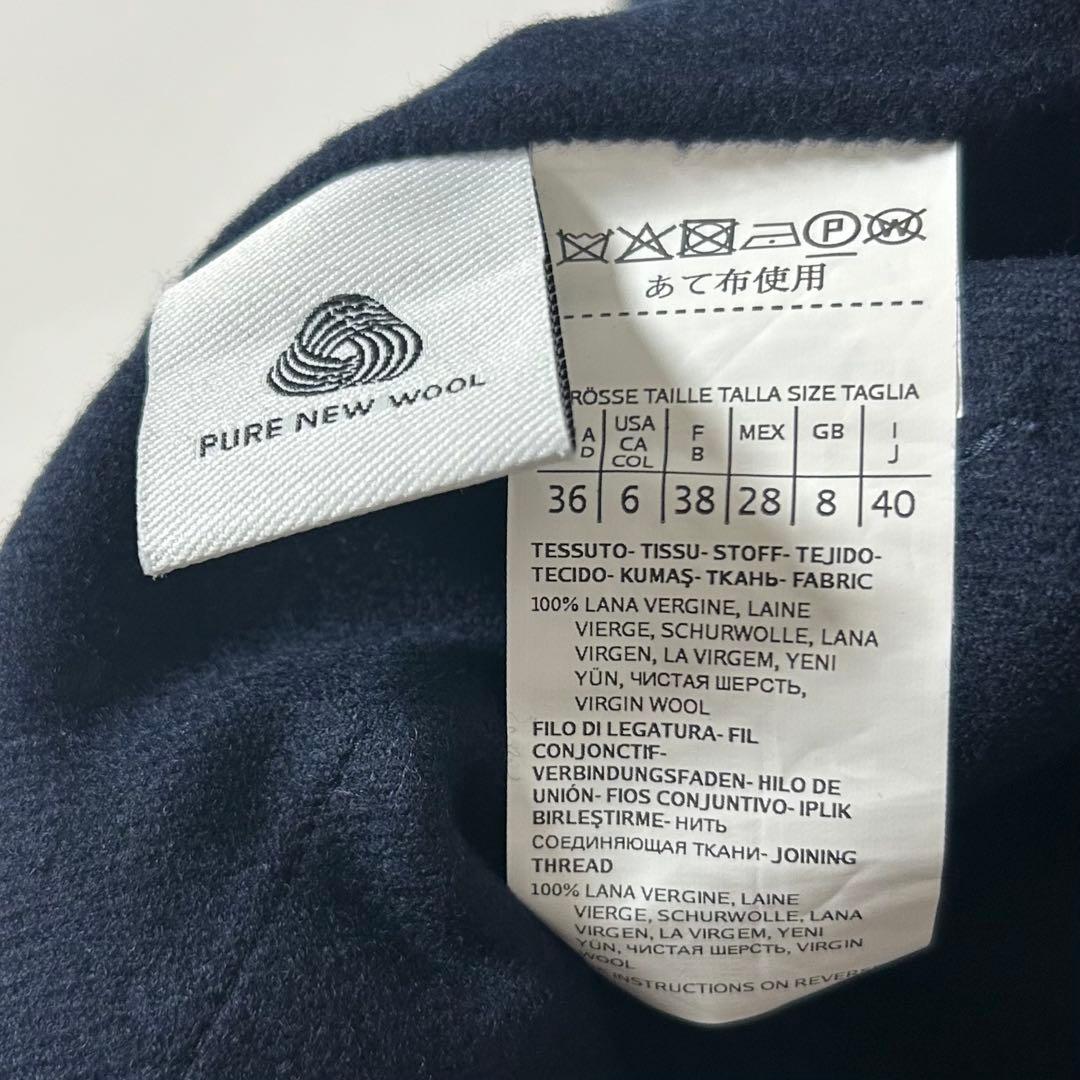 PURE NEW WOOL
P W
あて布使用
RÖSSE TAILLE TALLA SIZE TAGLIA
A D USA CA COL F B MEX GB I J
36 6 38 28 8 40
TESSUTO- TISSU- STOFF- TEJIDO-
TECIDO- KUMAŞ- ТКАНЬ- FABRIC
100% LANA VERGINE, LAINE
VIERGE, SCHURWOLLE, LANA
VIRGEN, LA VIRGEM, YENI
YÜN, ЧИСТАЯ ШЕРСТЬ,
VIRGIN WOOL
FILO DI LEGATURA- FIL
CONJONCTIF-
VERBINDUNGSFADEN- HILO DE
UNIÓN- FIOS CONJUNTIVO- IPLIK
BIRLEŞTIRME- НИТЬ
СОЕДИНЯЮЩАЯ ТКАНИ- JOINING
THREAD
100% LANA VERGINE, LAINE
VIERGE, SCHURWOLLE, LANA
VIRGEN, LA VIRGEM, YENI
YÜN, ЧИСТАЯ ШЕРСТЬ, VIRGIN
WOOL
INSTRUCTIONS ON